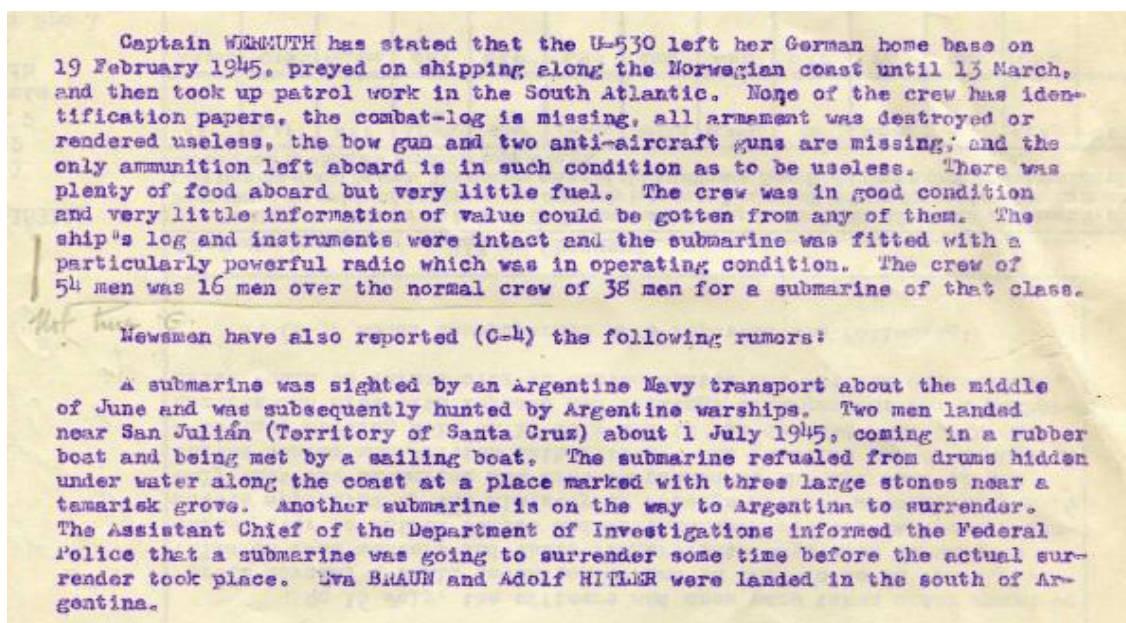 Captain WERMUTH has stated that the U-530 left her German home base on
19 February 1945, preyed on shipping along the Norwegian coast until 13 March,
and then took up patrol work in the South Atlantic. None of the crew has iden-
tification papers, the combat-log is missing, all armament was destroyed or
rendered useless, the bow gun and two anti-aircraft guns are missing, and the
only ammunition left aboard is in such condition as to be useless. There was
plenty of food aboard but very little fuel. The crew was in good condition
and very little information of value could be gotten from any of them. The
ship's log and instruments were intact and the submarine was fitted with a
particularly powerful radio which was in operating condition. The crew of
54 men was 16 men over the normal crew of 38 men for a submarine of that class.
Not true
Newsmen have also reported (C-4) the following rumors:
A submarine was sighted by an Argentine Navy transport about the middle
of June and was subsequently hunted by Argentine warships. Two men landed
near San Julián (Territory of Santa Cruz) about 1 July 1945, coming in a rubber
boat and being met by a sailing boat. The submarine refueled from drums hidden
under water along the coast at a place marked with three large stones near a
tamarisk grove. Another submarine is on the way to Argentina to surrender.
The Assistant Chief of the Department of Investigations informed the Federal
Police that a submarine was going to surrender some time before the actual sur-
render took place. Eva BRAUN and Adolf HITLER were landed in the south of Ar-
gentina.